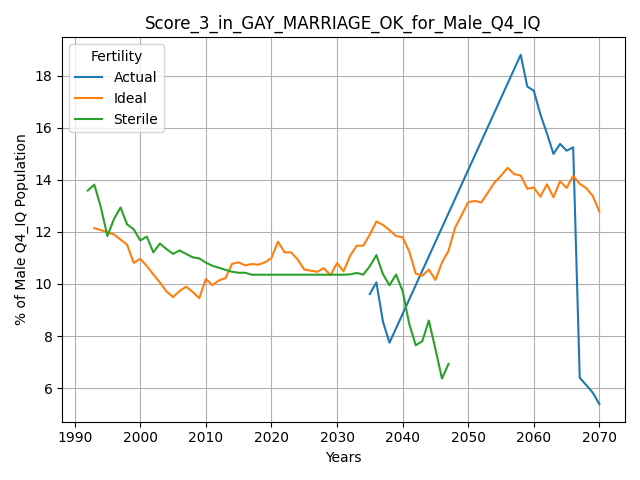 Score_3_in_GAY_MARRIAGE_OK_for_Male_Q4_IQ
Fertility
Actual
Ideal
Sterile
% of Male Q4_IQ Population
18
16
14
12
10
8
6
1990 2000 2010 2020 2030 2040 2050 2060 2070
Years